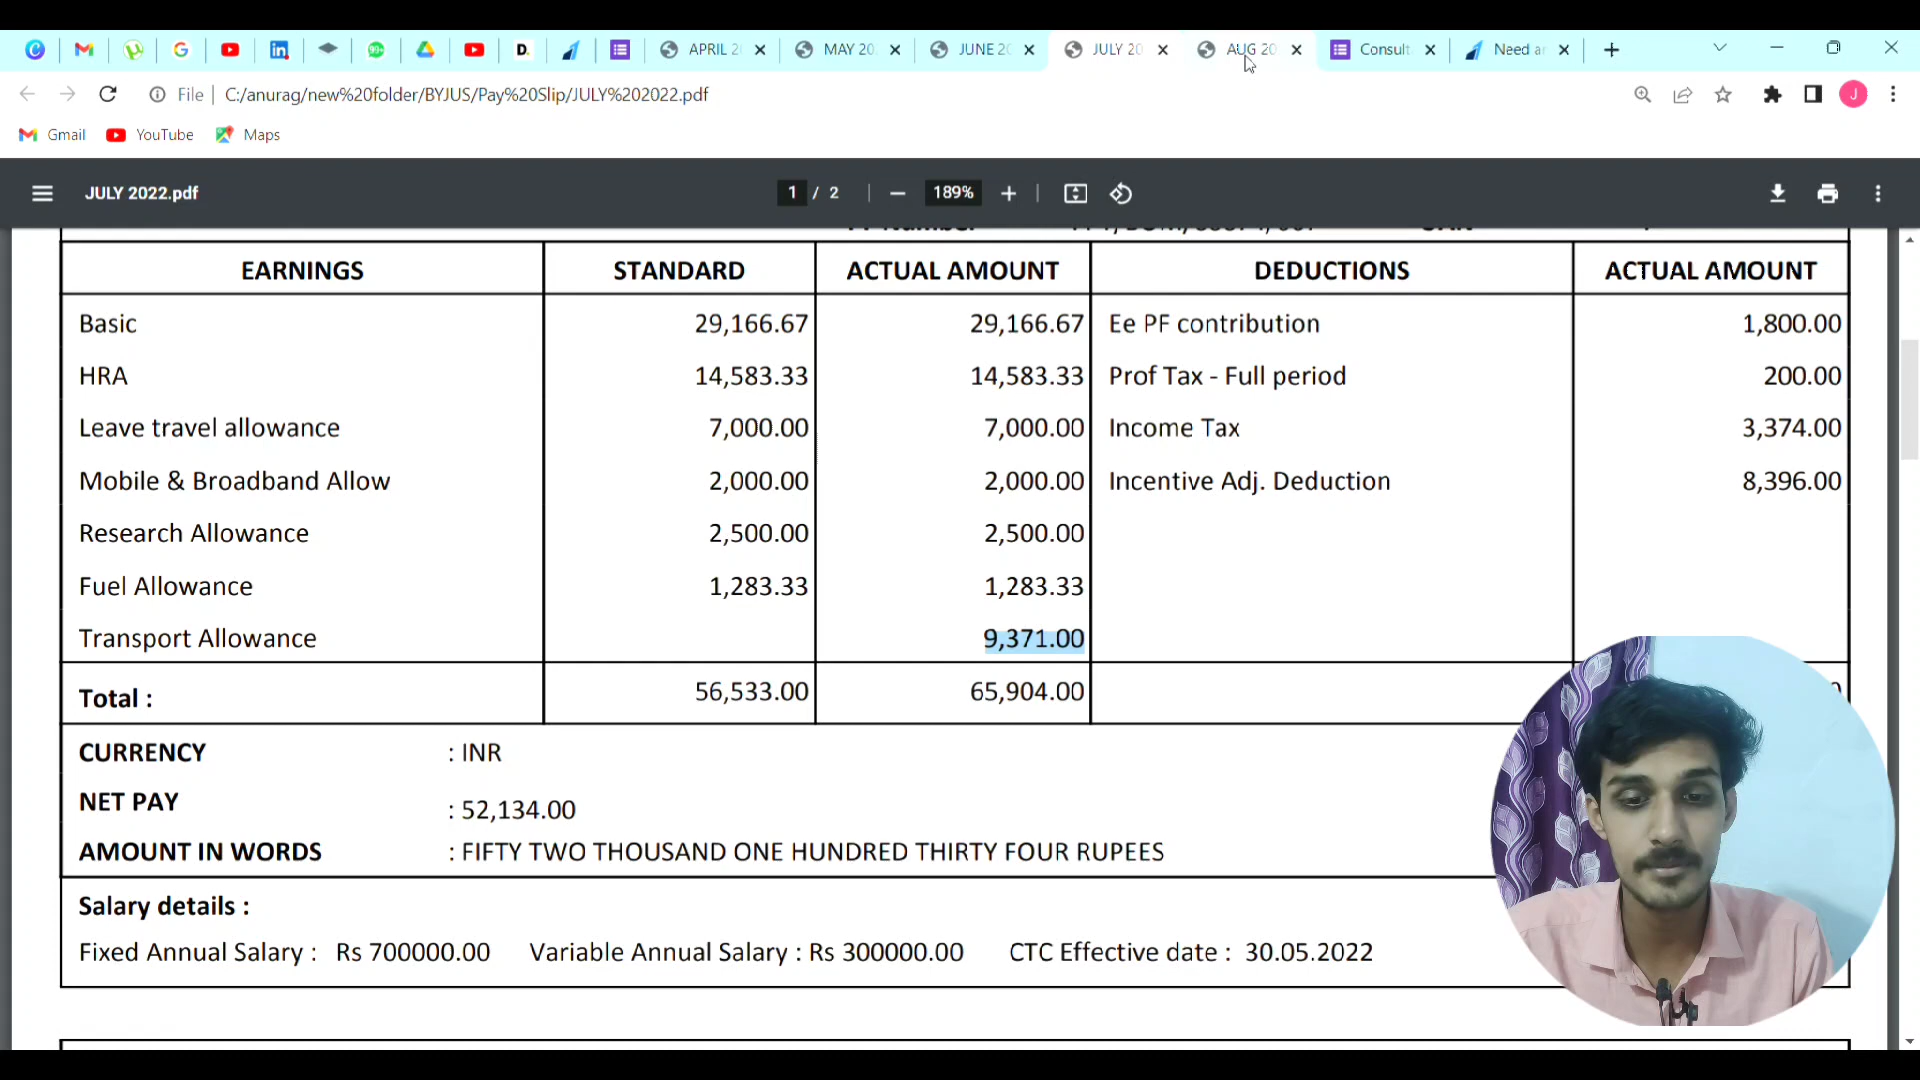 99+
D.
APRIL 2
MAY 20
JUNE 20
JULY 20
AUG 20
Consult
Need a
File C:/anurag/new%20folder/BYJUS/Pay%20Slip/JULY%202022.pdf
J
Gmail YouTube Maps
JULY 2022.pdf 1 / 2 189%
EARNINGS STANDARD ACTUAL AMOUNT DEDUCTIONS ACTUAL AMOUNT
Basic 29,166.67 29,166.67 Ee PF contribution 1,800.00
HRA 14,583.33 14,583.33 Prof Tax - Full period 200.00
Leave travel allowance 7,000.00 7,000.00 Income Tax 3,374.00
Mobile & Broadband Allow 2,000.00 2,000.00 Incentive Adj. Deduction 8,396.00
Research Allowance 2,500.00 2,500.00
Fuel Allowance 1,283.33 1,283.33
Transport Allowance 9,371.00
Total : 56,533.00 65,904.00
CURRENCY : INR
NET PAY : 52,134.00
AMOUNT IN WORDS : FIFTY TWO THOUSAND ONE HUNDRED THIRTY FOUR RUPEES
Salary details :
Fixed Annual Salary : Rs 700000.00 Variable Annual Salary : Rs 300000.00 CTC Effective date : 30.05.2022